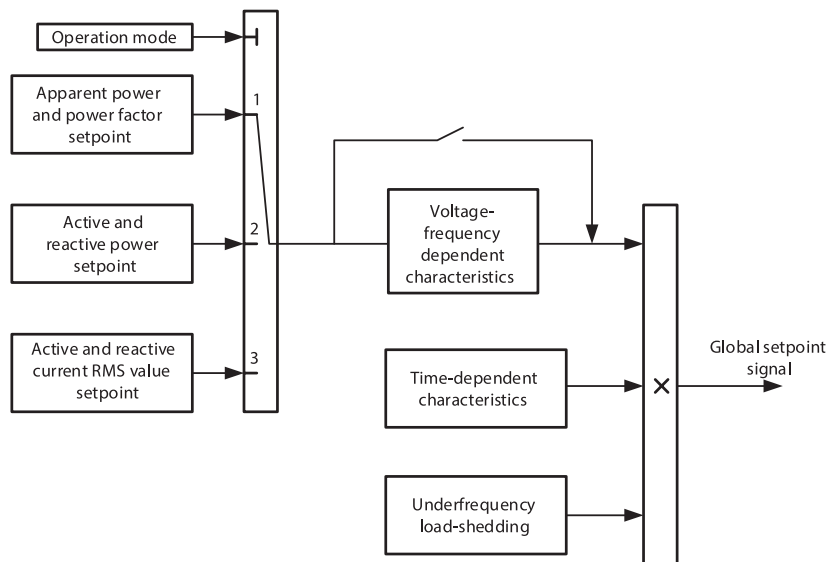 Operation mode
Apparent power
and power factor
setpoint
1
Active and
reactive power
setpoint
2
Active and reactive
current RMS value
setpoint
3
Voltage-
frequency
dependent
characteristics
Time-dependent
characteristics
Underfrequency
load-shedding
×
Global setpoint
signal